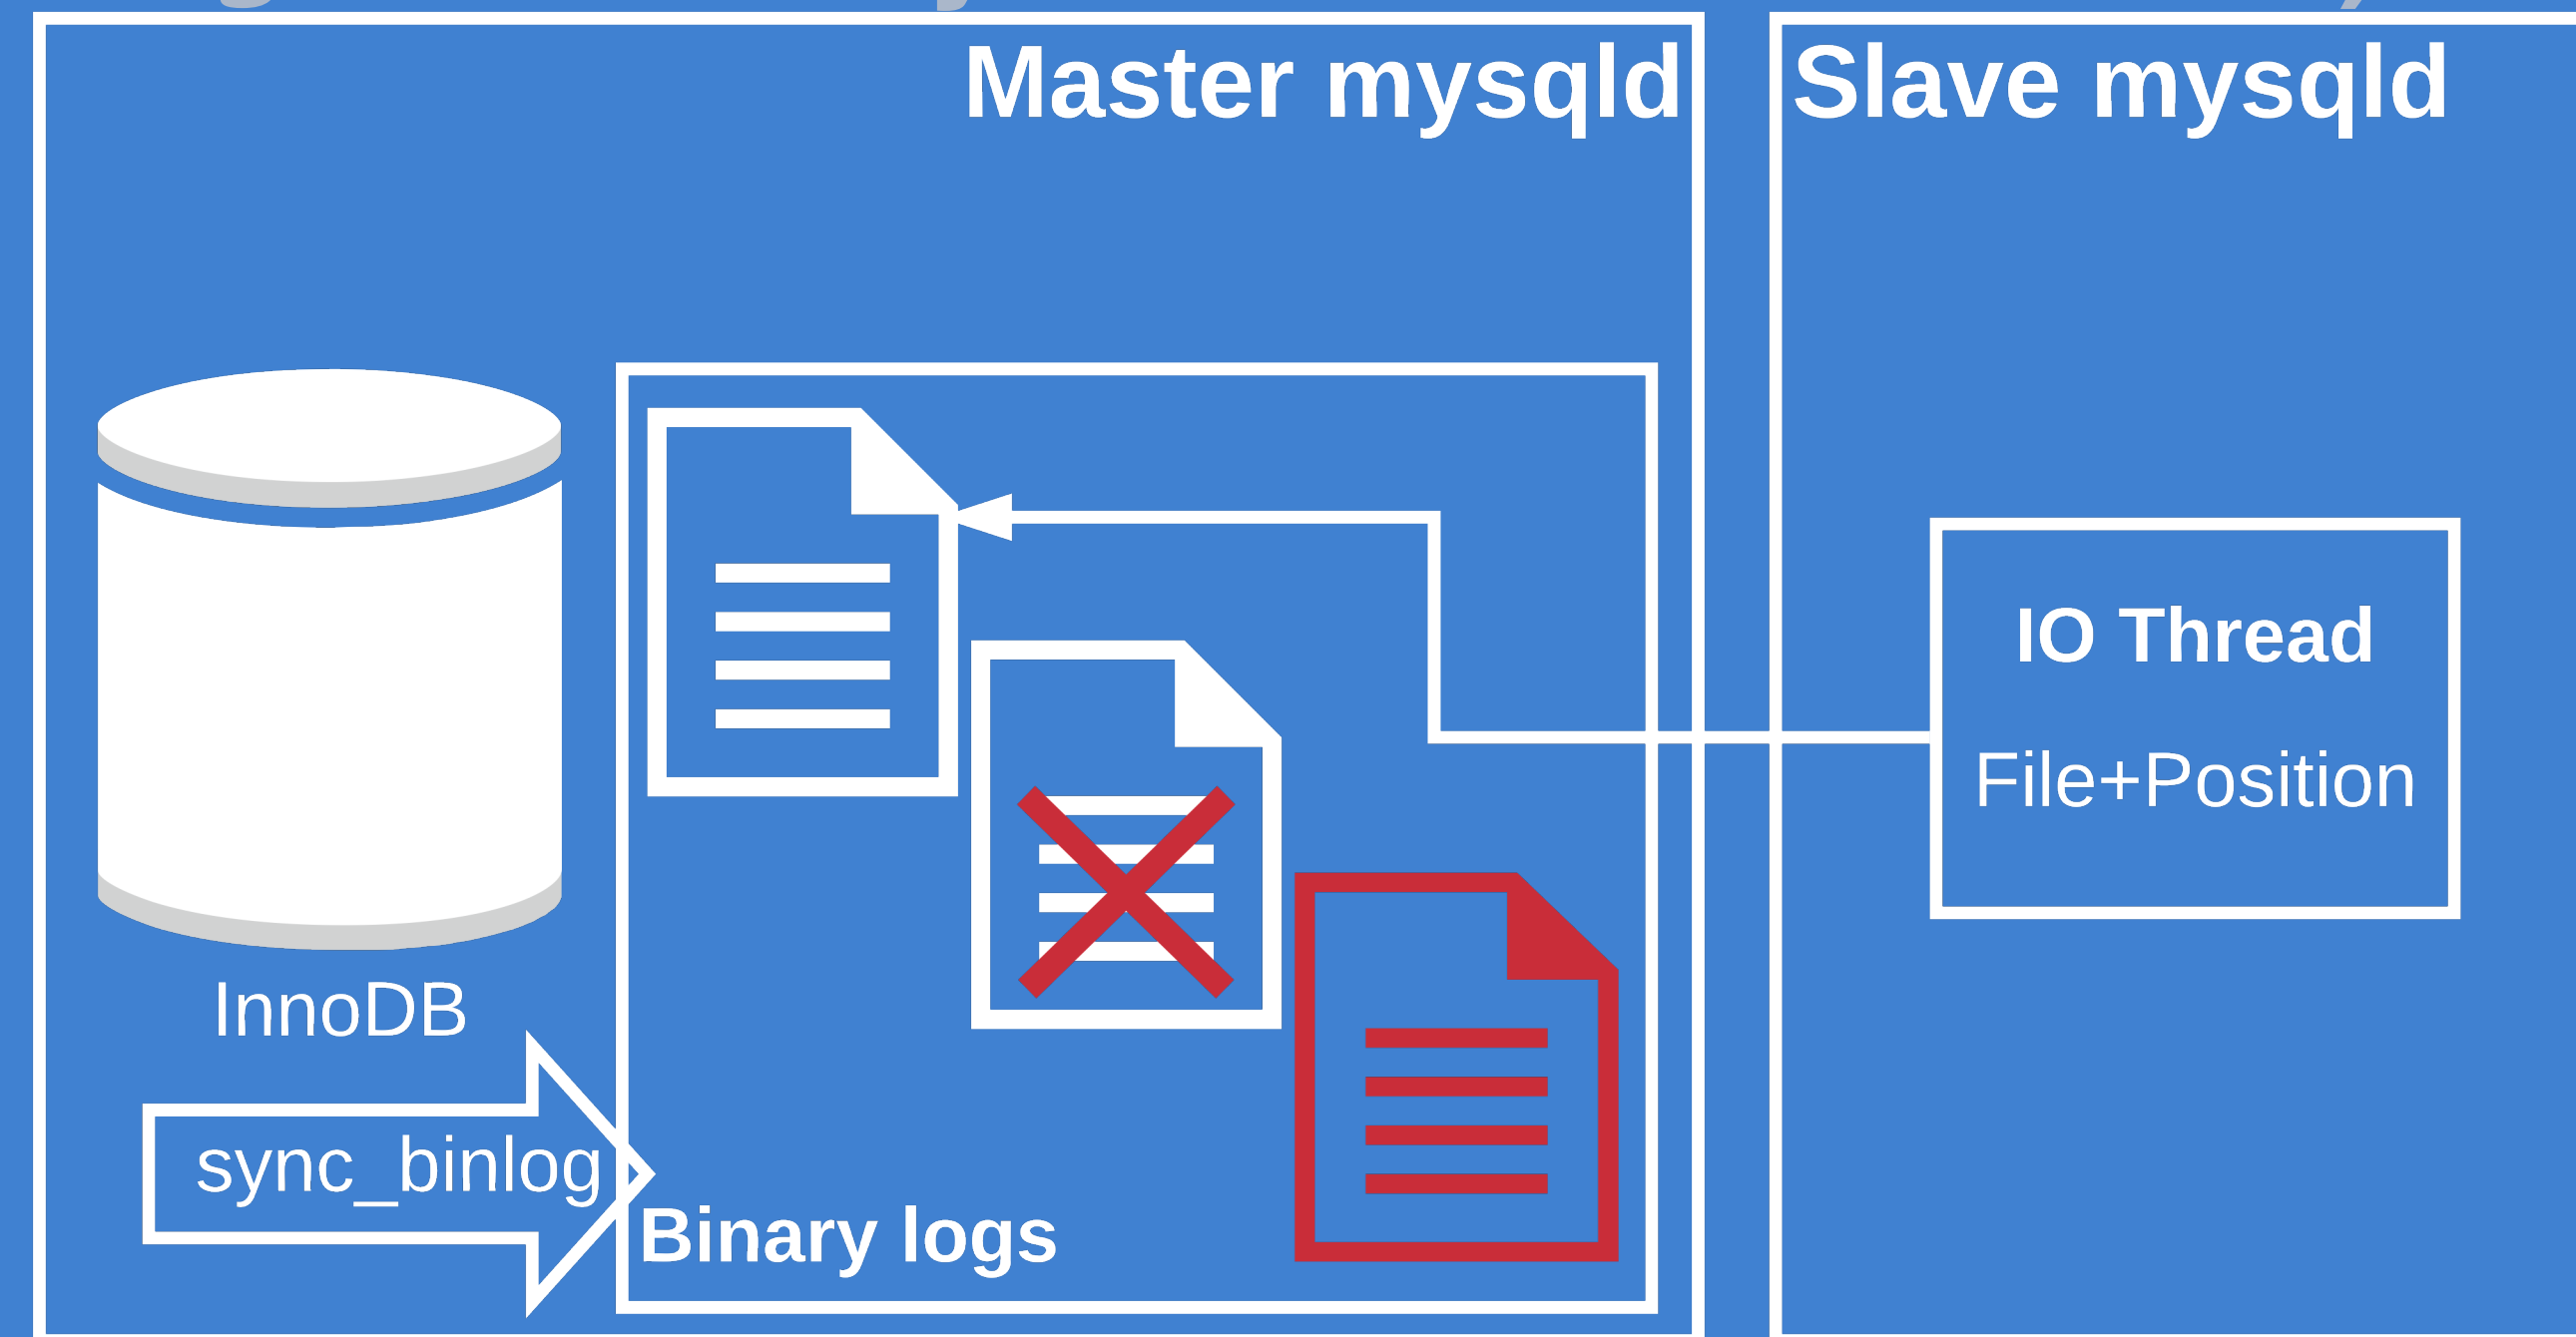 Master mysqld
Slave mysqld
IO Thread
File+Position
InnoDB
sync_binlog
Binary logs